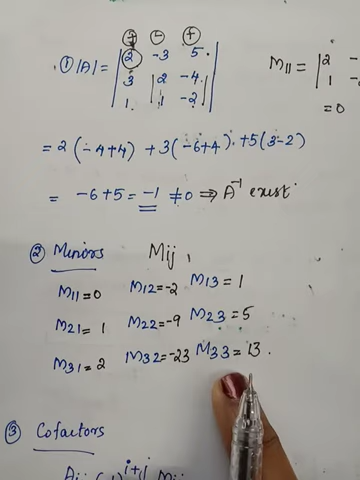 ⊕ ⊖ ⊕
① |A| = | 2 -3 5 |
| 3 2 -4 |
| 1 1 -2 |
M11 = | 2 -
1 -
= 0
= 2(-4+4) +3(-6+4) +5(3-2)
= -6+5 = -1 ≠0 ⇒ A⁻¹ exist
② Minors Mij
M11=0 M12=-2 M13=1
M21=1 M22=-9 M23=5
M31=2 M32=-23 M33=13.
③ Cofactors
Aij i+j Mij